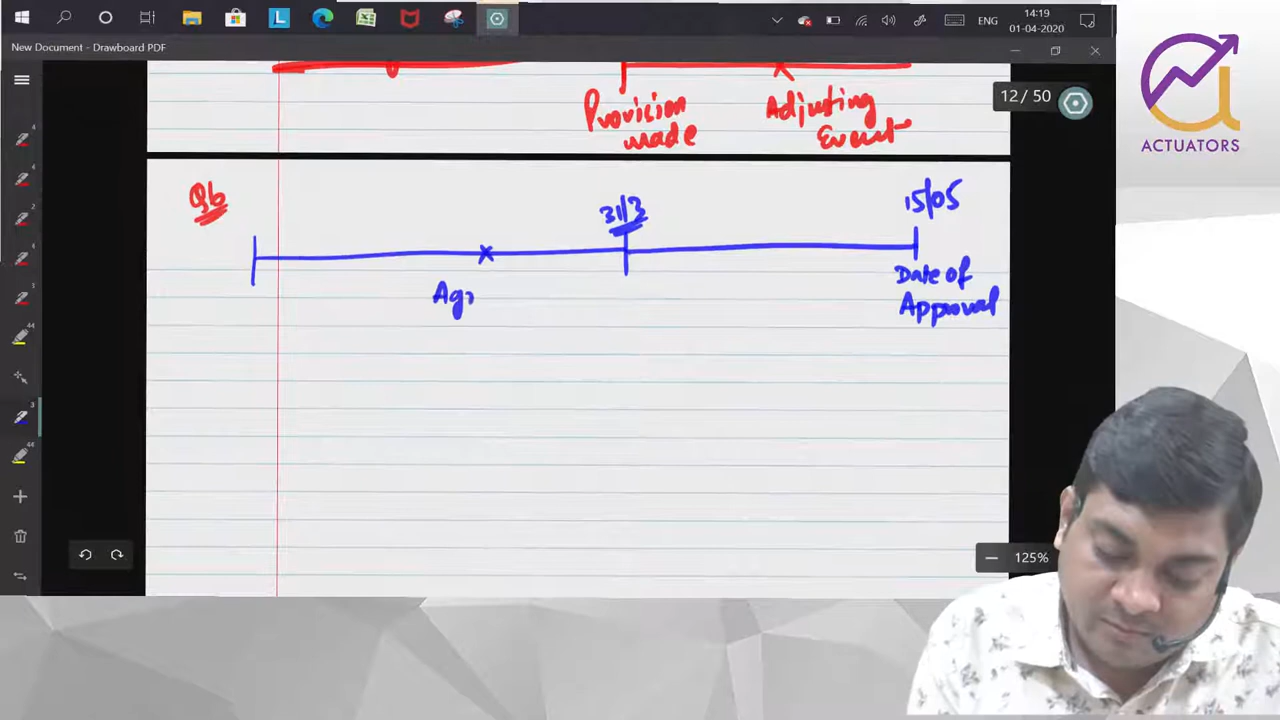 14:19
ENG
01-04-2020
New Document - Drawboard PDF
12 / 50
Provision
made
Adjusting
Event
ACTUATORS
Q6
31/3
15/05
Date of
Approval
Ag
125%